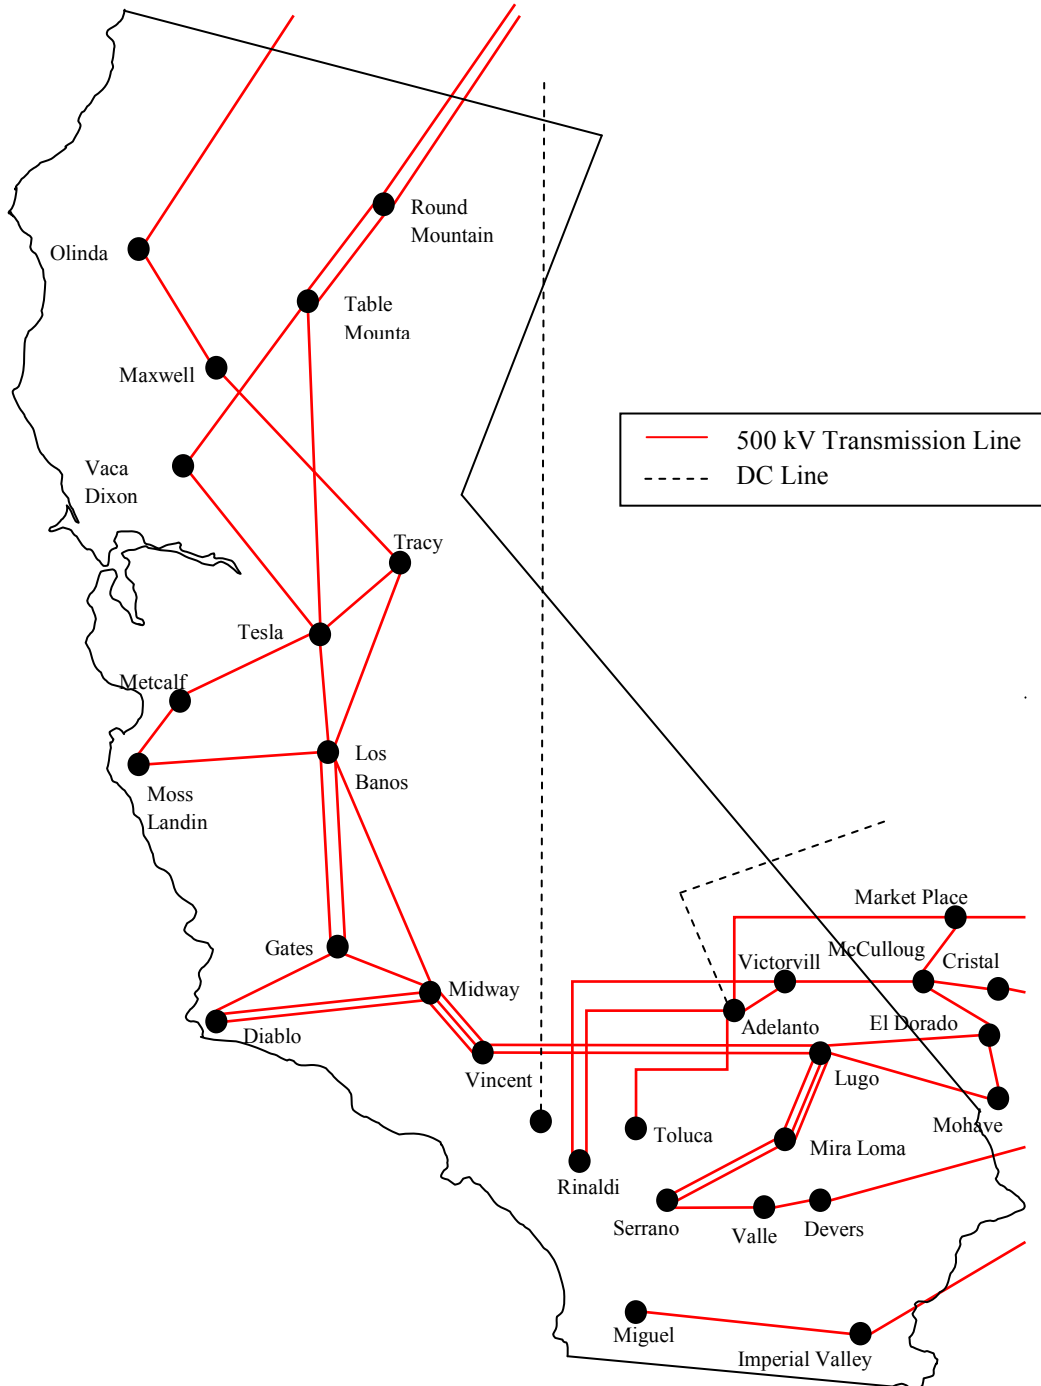 Round
Mountain
Olinda
Table
Mounta
Maxwell
500 kV Transmission Line
DC Line
Vaca
Dixon
Tracy
Tesla
Metcalf
Los
Banos
Moss
Landin
Market Place
Gates
McCulloug
Victorvill
Cristal
Midway
Adelanto
El Dorado
Diablo
Vincent
Lugo
Mohave
Toluca
Mira Loma
Rinaldi
Serrano
Valle
Devers
Miguel
Imperial Valley